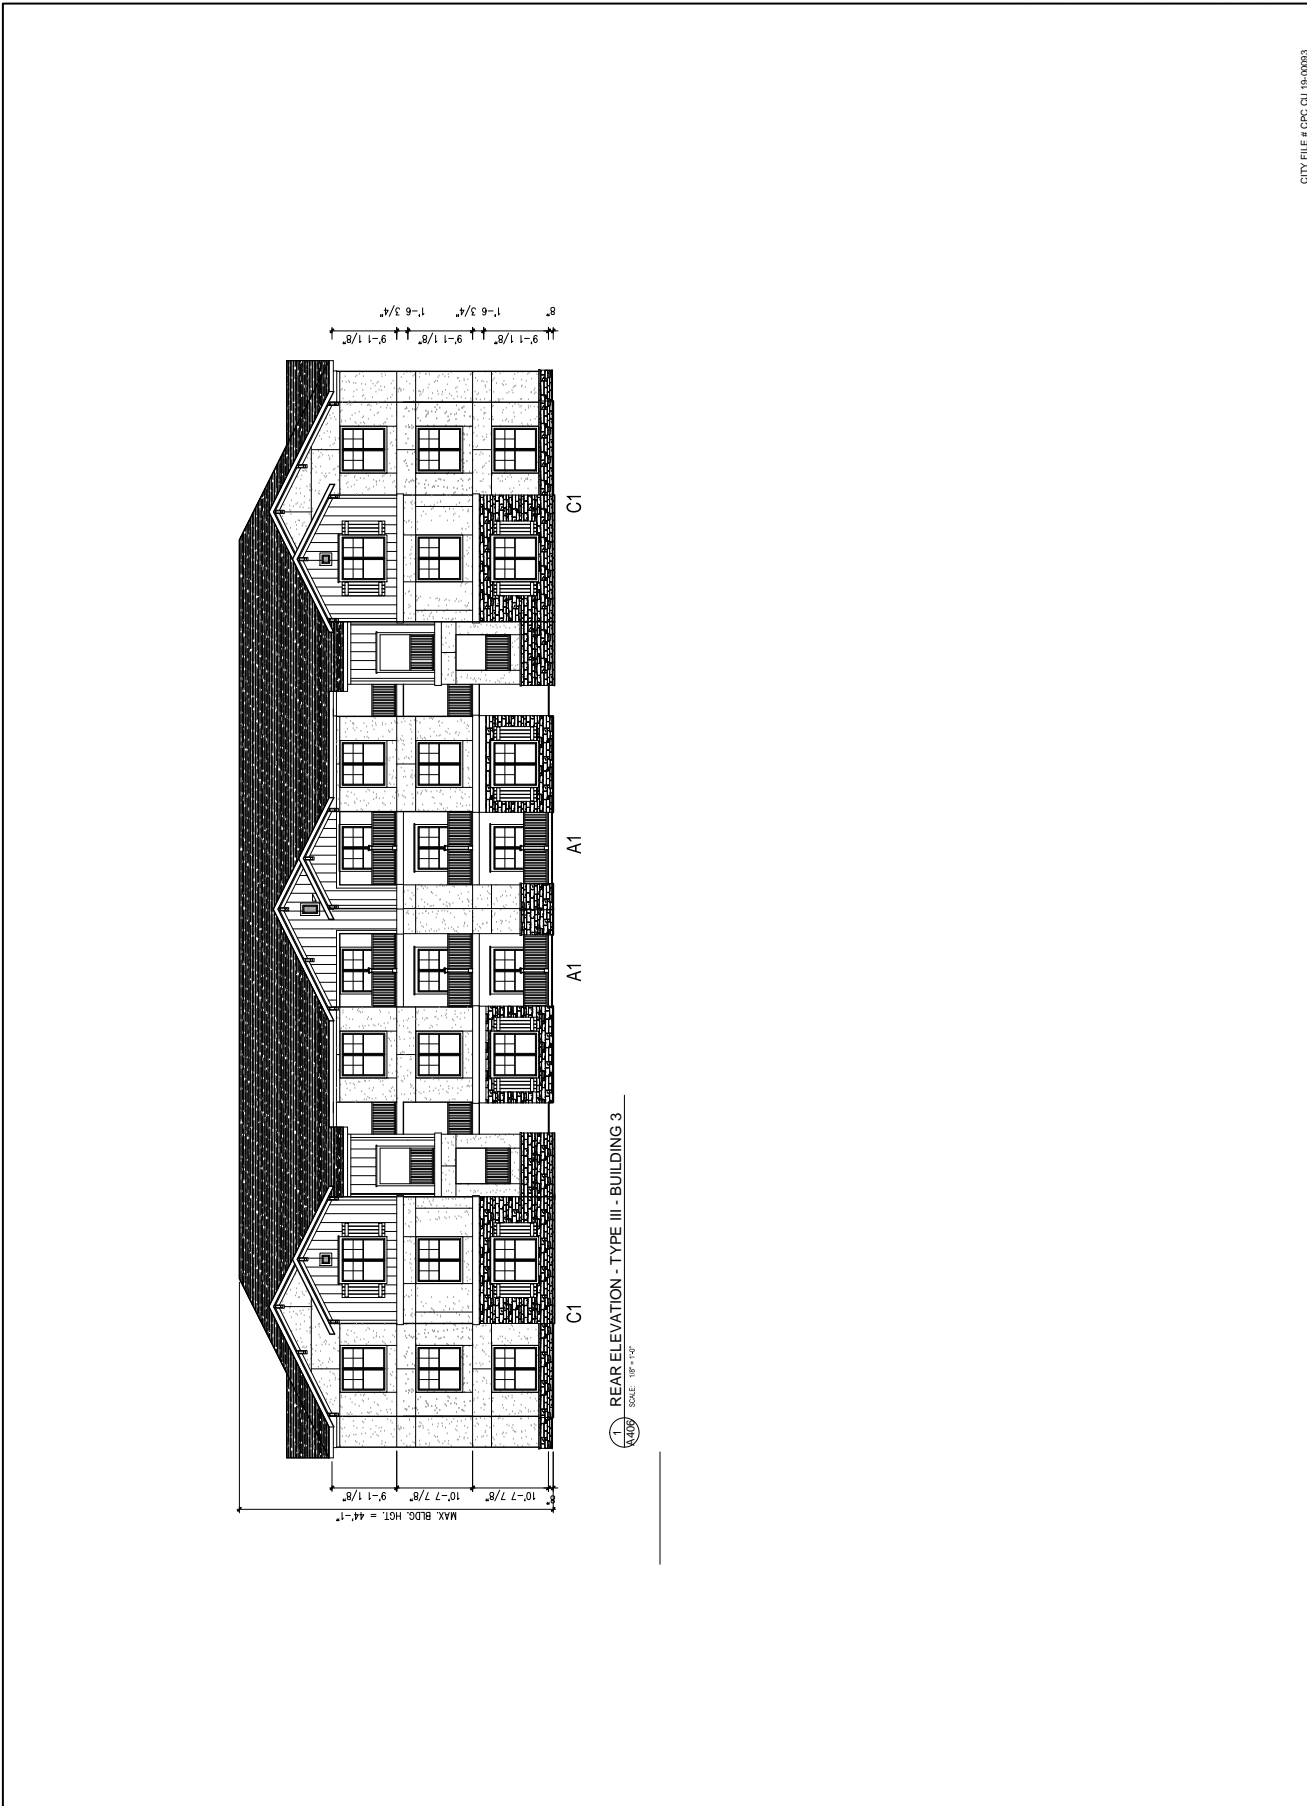 CITY FILE # CPC CU 19-00093
9'-1 1/8"
1'-6 3/4"
9'-1 1/8"
1'-6 3/4"
9'-1 1/8"
8"
C1
A1
A1
C1
MAX. BLDG. HGT. = 44'-1"
9'-1 1/8"
10'-7 7/8"
10'-7 7/8"
8"
1
A406
REAR ELEVATION - TYPE III - BUILDING 3
SCALE: 1/8" = 1'-0"